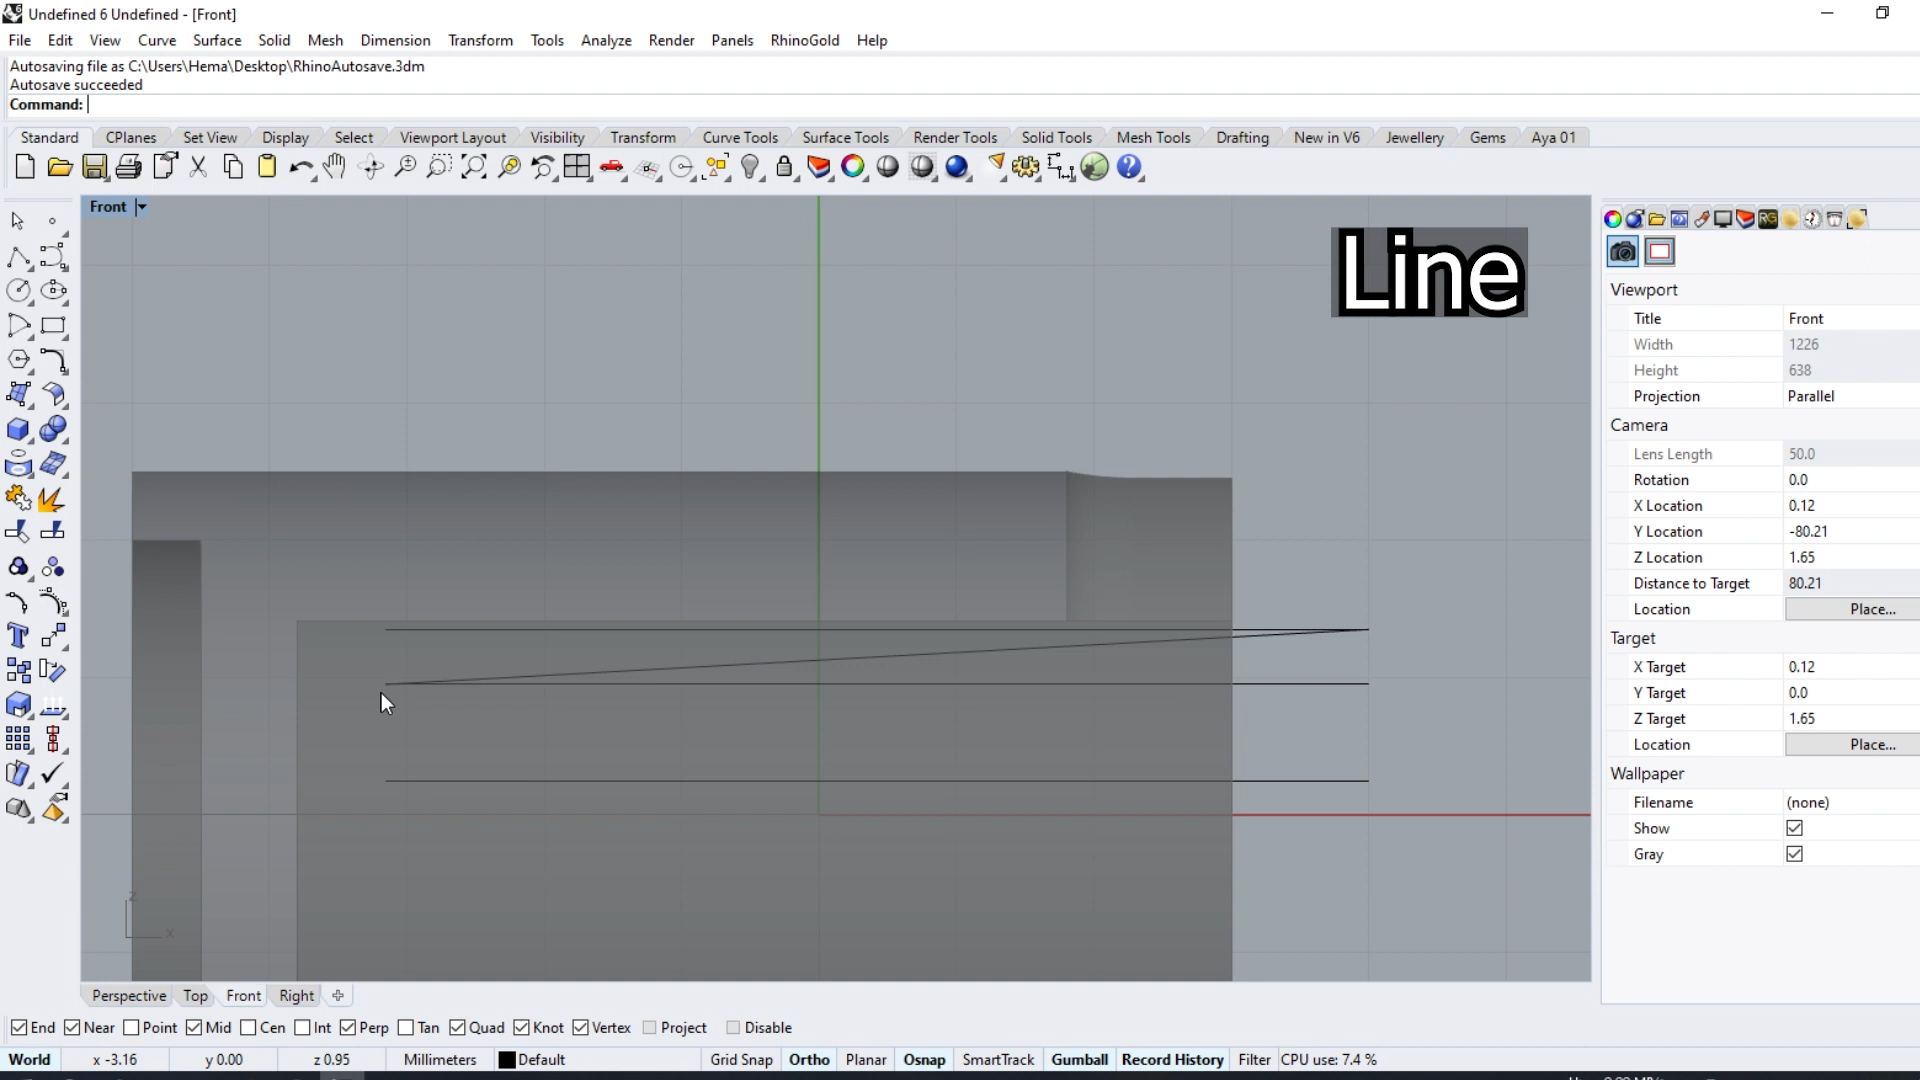 Undefined 6 Undefined - [Front]
File Edit View Curve Surface Solid Mesh Dimension Transform Tools Analyze Render Panels RhinoGold Help
Autosaving file as C:\Users\Hema\Desktop\RhinoAutosave.3dm
Autosave succeeded
Command:
Standard CPlanes Set View Display Select Viewport Layout Visibility Transform Curve Tools Surface Tools Render Tools Solid Tools Mesh Tools Drafting New in V6 Jewellery Gems Aya 01
Front
Line
Viewport
Title Front
Width 1226
Height 638
Projection Parallel
Camera
Lens Length 50.0
Rotation 0.0
X Location 0.12
Y Location -80.21
Z Location 1.65
Distance to Target 80.21
Location Place...
Target
X Target 0.12
Y Target 0.0
Z Target 1.65
Location Place...
Wallpaper
Filename (none)
Show
Gray
z
x
Perspective Top Front Right
End Near Point Mid Cen Int Perp Tan Quad Knot Vertex Project Disable
World x -3.16 y 0.00 z 0.95 Millimeters Default Grid Snap Ortho Planar Osnap SmartTrack Gumball Record History Filter CPU use: 7.4 %